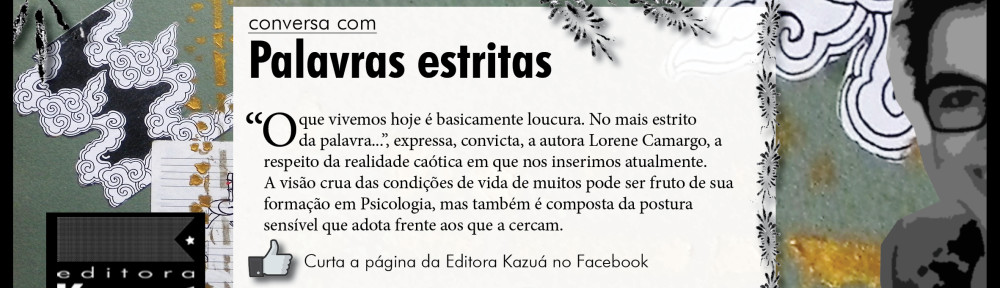 conversa com
Palavras estritas
“O que vivemos hoje é basicamente loucura. No mais estrito
da palavra...”, expressa, convicta, a autora Lorene Camargo, a
respeito da realidade caótica em que nos inserimos atualmente.
A visão crua das condições de vida de muitos pode ser fruto de sua
formação em Psicologia, mas também é composta da postura
sensível que adota frente aos que a cercam.
Curta a página da Editora Kazuá no Facebook
editora